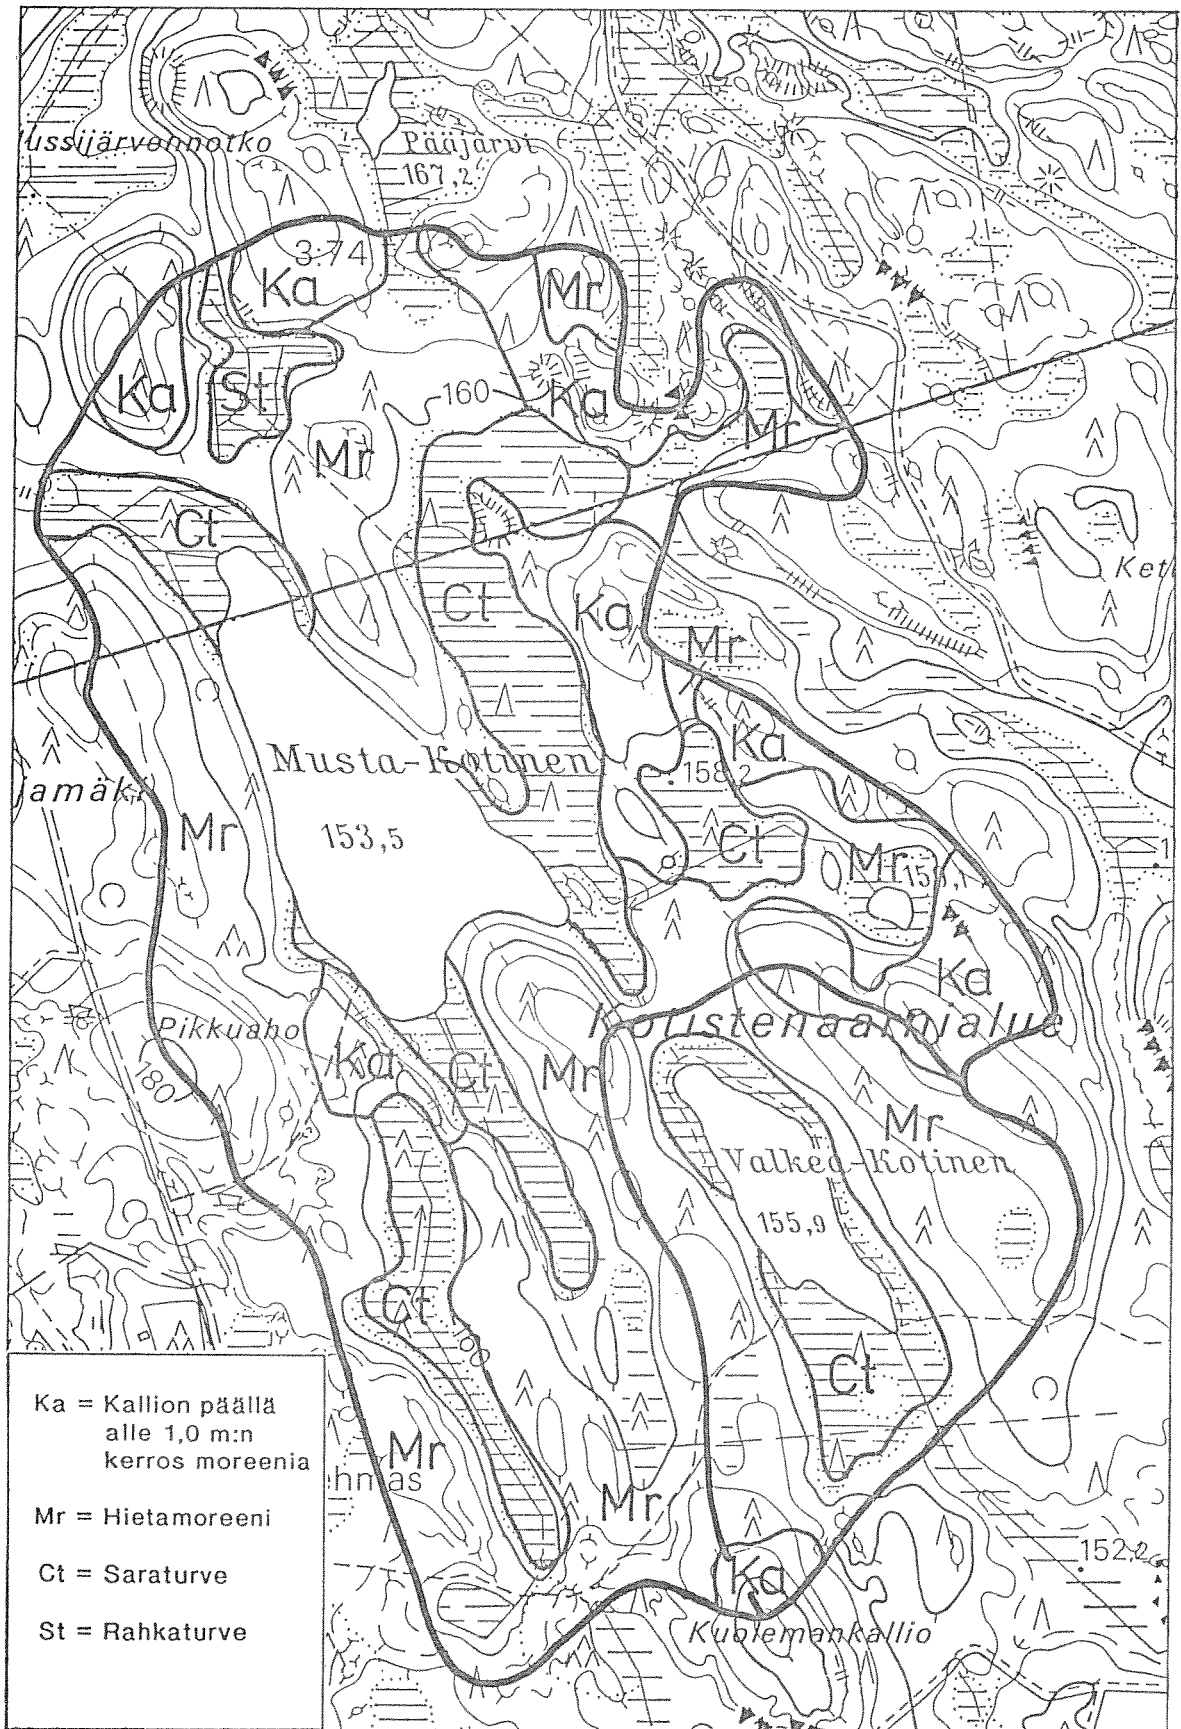 ussijärvennotko
Pääjärvi
167,2
3:74
Ka
Mr
Ka
St
160
Ka
Mr
Mr
Ct
Ct
Ka
Mr
Musta-Kotinen
158,2
Ka
jamäki
Mr
153,5
Ct
Mr
Ka
Pikkuaho
180
Ka
Ct
Mr
Mr
Valkea-Kotinen
155,9
Ct
Ct
Mr
hmas
Mr
Ka
152,2
Kuolemankallio
Ka = Kallion päällä
alle 1,0 m:n
kerros moreenia
Mr = Hietamoreeni
Ct = Saraturve
St = Rahkaturve